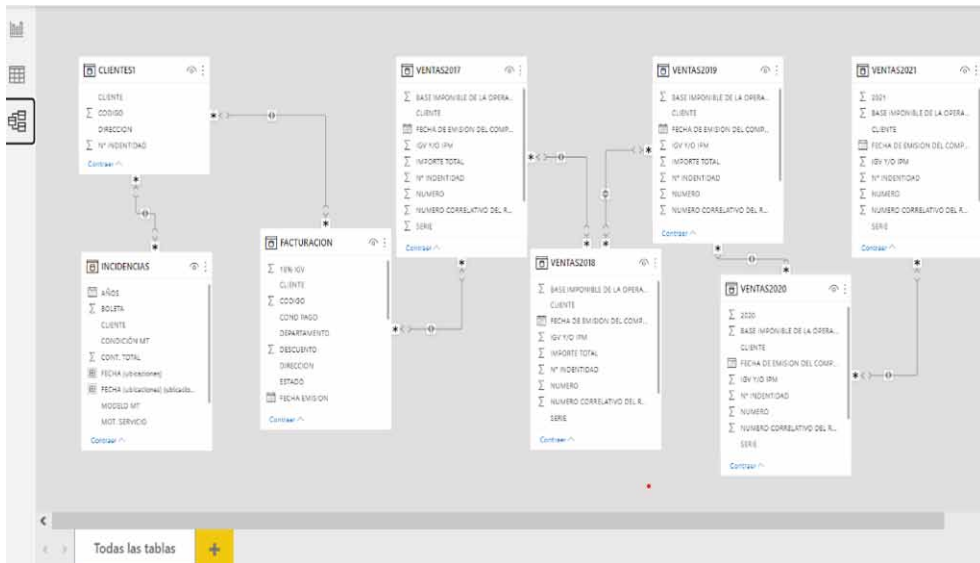 CLIENTES1
CLIENTE
CODIGO
DIRECCION
N° INDENTIDAD
Contraer
INCIDENCIAS
AÑOS
BOLETA
CLIENTE
CONDICIÓN MT
CONT. TOTAL
FECHA (ubicaciones)
FECHA (ubicaciones) (ubicacio...
MODELO MT
MOT. SERVICIO
Contraer
FACTURACION
18% IGV
CLIENTE
CODIGO
COND PAGO
DEPARTAMENTO
DESCUENTO
DIRECCION
ESTADO
FECHA EMISION
Contraer
VENTAS2017
BASE IMPONIBLE DE LA OPERA...
CLIENTE
FECHA DE EMISION DEL COMP...
IGV Y/O IPM
IMPORTE TOTAL
N° INDENTIDAD
NUMERO
NUMERO CORRELATIVO DEL R...
SERIE
Contraer
VENTAS2018
BASE IMPONIBLE DE LA OPERA...
CLIENTE
FECHA DE EMISION DEL COMP...
IGV Y/O IPM
IMPORTE TOTAL
N° INDENTIDAD
NUMERO
NUMERO CORRELATIVO DEL R...
SERIE
Contraer
VENTAS2019
BASE IMPONIBLE DE LA OPERA...
CLIENTE
FECHA DE EMISION DEL COMP...
IGV Y/O IPM
IMPORTE TOTAL
N° INDENTIDAD
NUMERO
NUMERO CORRELATIVO DEL R...
Contraer
VENTAS2020
2020
BASE IMPONIBLE DE LA OPERA...
CLIENTE
FECHA DE EMISION DEL COMP...
IGV Y/O IPM
N° INDENTIDAD
NUMERO
NUMERO CORRELATIVO DEL R...
SERIE
Contraer
VENTAS2021
2021
BASE IMPONIBLE DE LA OPERA...
CLIENTE
FECHA DE EMISION DEL COMP...
IGV Y/O IPM
N° INDENTIDAD
NUMERO
NUMERO CORRELATIVO DEL R...
SERIE
Contraer
Todas las tablas